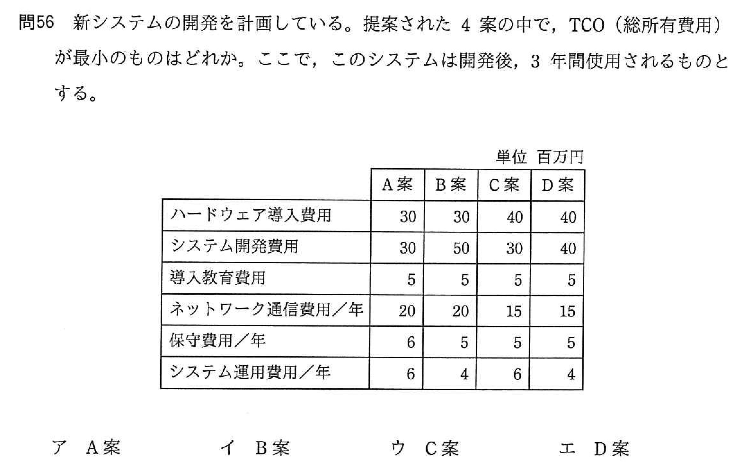 問56 新システムの開発を計画している。提案された 4 案の中で，TCO（総所有費用）
が最小のものはどれか。ここで，このシステムは開発後，3 年間使用されるものと
する。
単位 百万円
A案 B案 C案 D案
ハードウェア導入費用 30 30 40 40
システム開発費用 30 50 30 40
導入教育費用 5 5 5 5
ネットワーク通信費用／年 20 20 15 15
保守費用／年 6 5 5 5
システム運用費用／年 6 4 6 4
ア A案 イ B案 ウ C案 エ D案